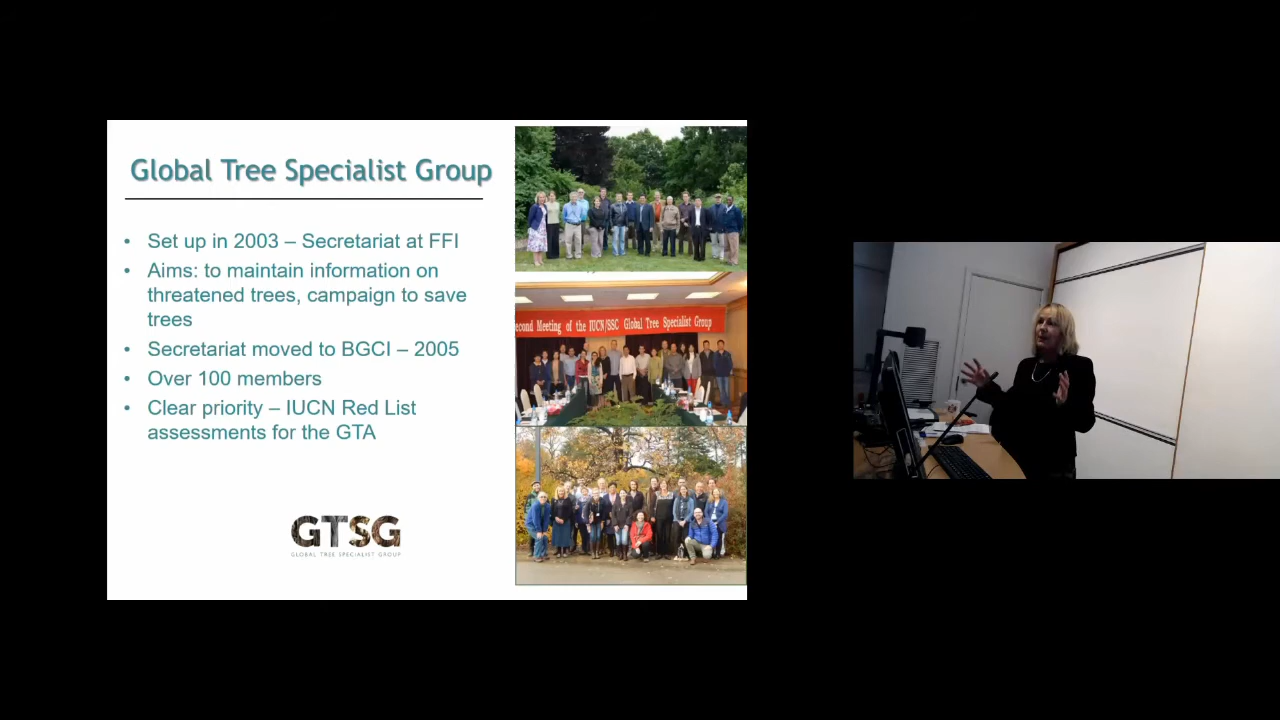 Global Tree Specialist Group
• Set up in 2003 – Secretariat at FFI
• Aims: to maintain information on
threatened trees, campaign to save
trees
• Secretariat moved to BGCI – 2005
• Over 100 members
• Clear priority – IUCN Red List
assessments for the GTA
GTSG
GLOBAL TREE SPECIALIST GROUP
econd Meeting of the IUCN/SSC Global Tree Specialist Group